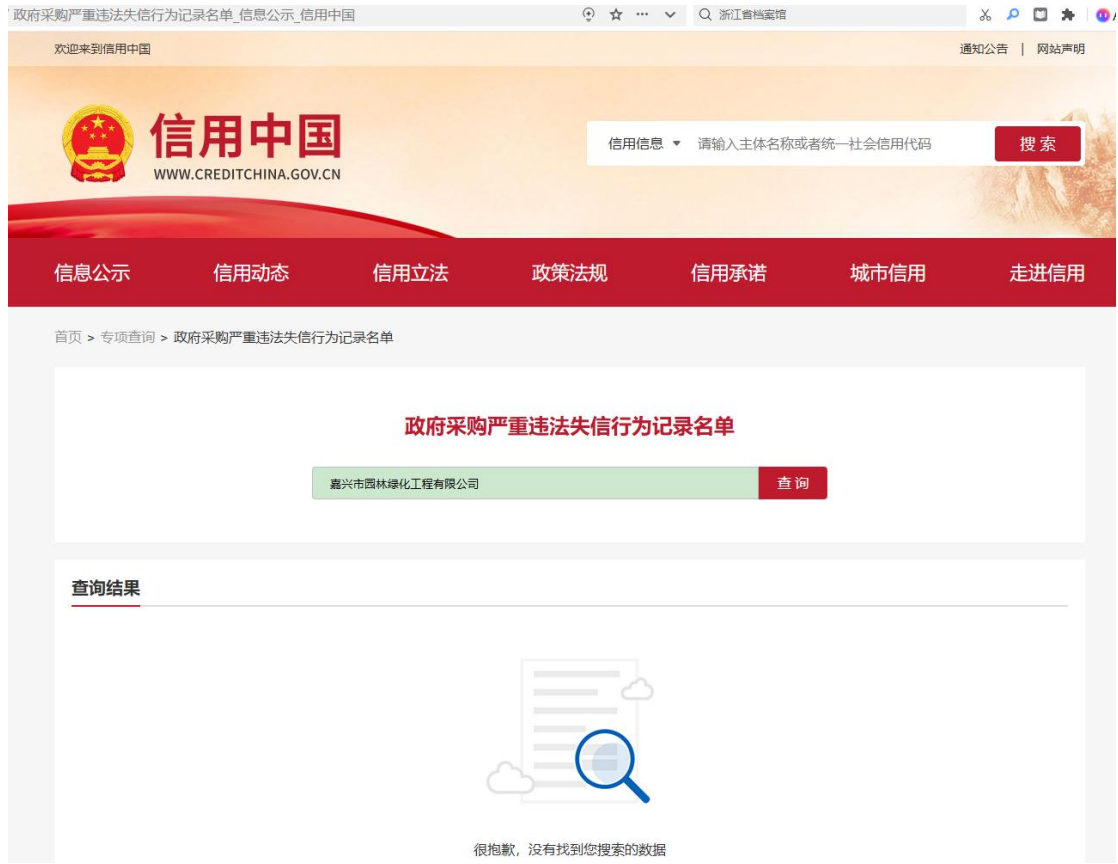 政府采购严重违法失信行为记录名单_信息公示_信用中国
浙江省档案馆
欢迎来到信用中国
通知公告 | 网站声明
信用中国
WWW.CREDITCHINA.GOV.CN
信用信息 请输入主体名称或者统一社会信用代码 搜索
信息公示 信用动态 信用立法 政策法规 信用承诺 城市信用 走进信用
首页 > 专项查询 > 政府采购严重违法失信行为记录名单
政府采购严重违法失信行为记录名单
嘉兴市园林绿化工程有限公司 查询
查询结果
很抱歉，没有找到您搜索的数据